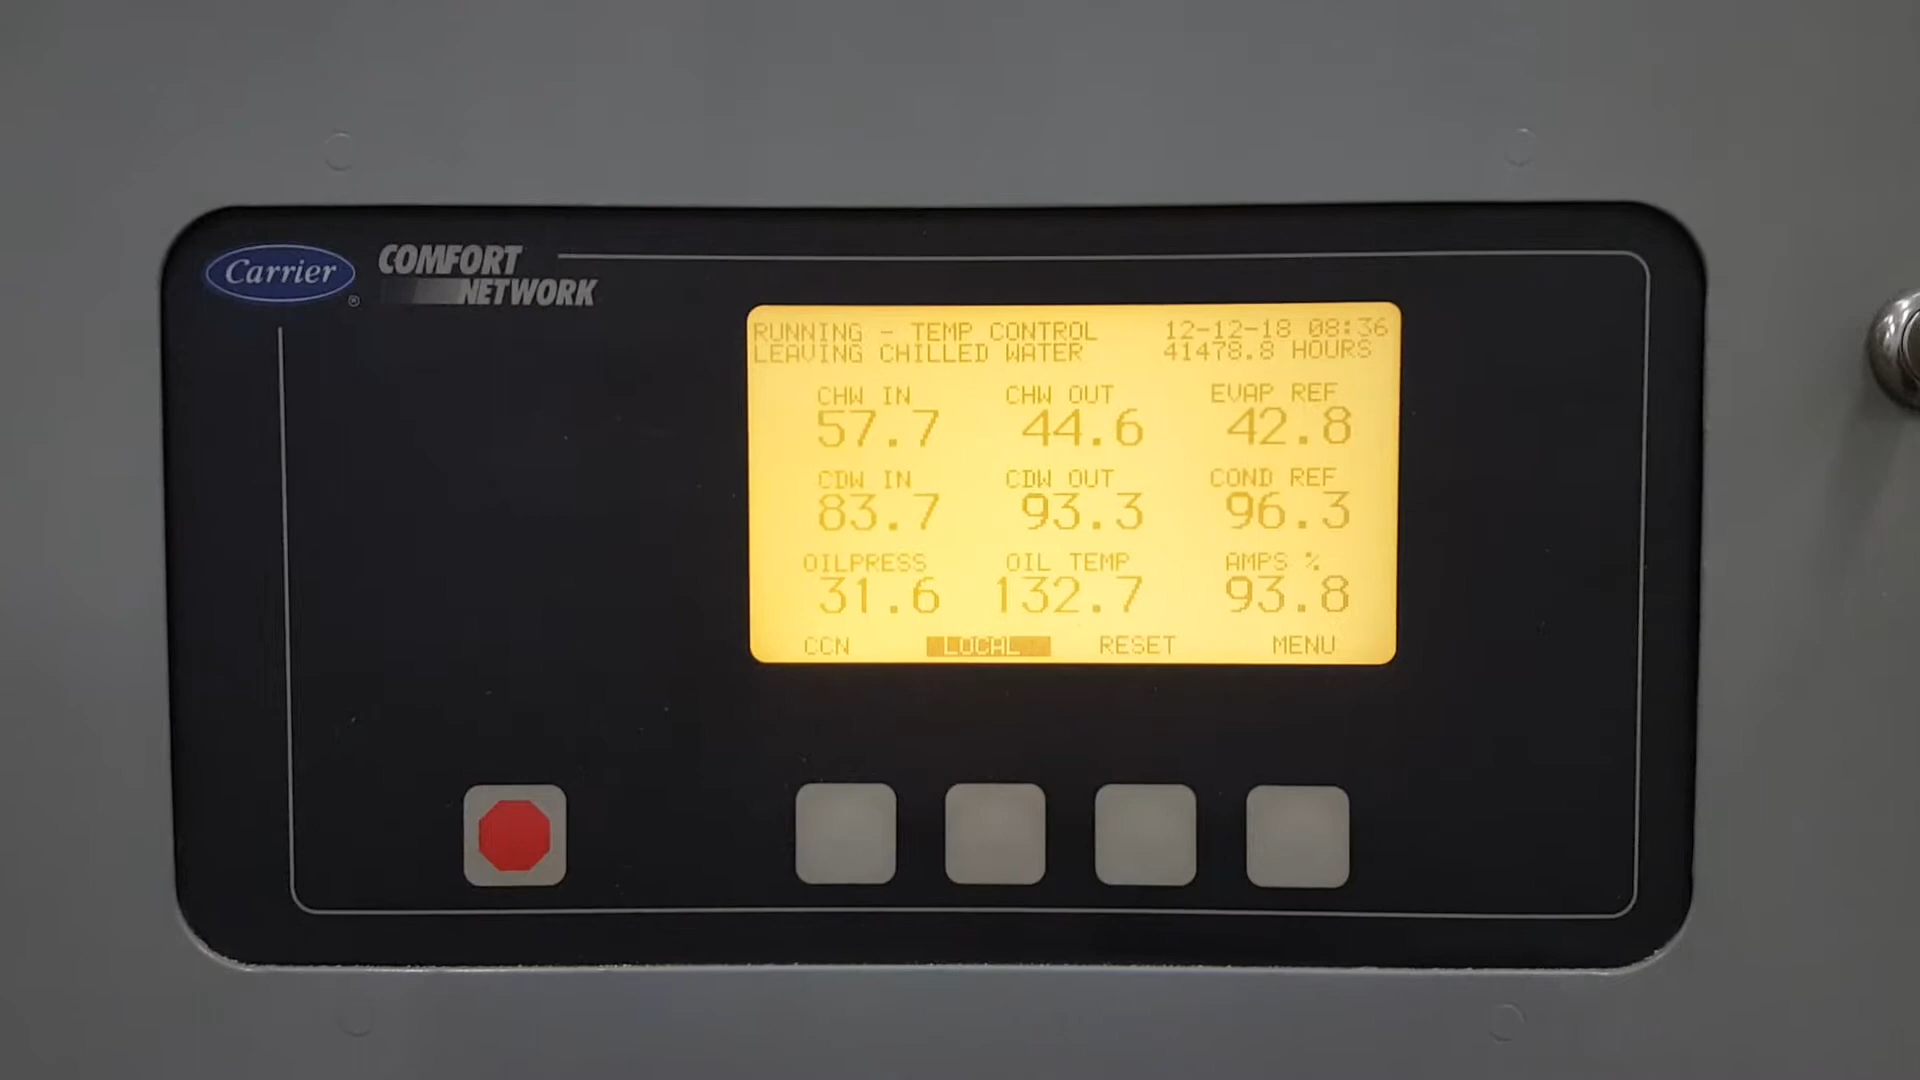 Carrier ®
COMFORT
NETWORK
RUNNING - TEMP CONTROL 12-12-18 08:36
LEAVING CHILLED WATER 41478.8 HOURS
CHW IN CHW OUT EVAP REF
57.7 44.6 42.8
CDW IN CDW OUT COND REF
83.7 93.3 96.3
OILPRESS OIL TEMP AMPS %
31.6 132.7 93.8
CCN LOCAL RESET MENU